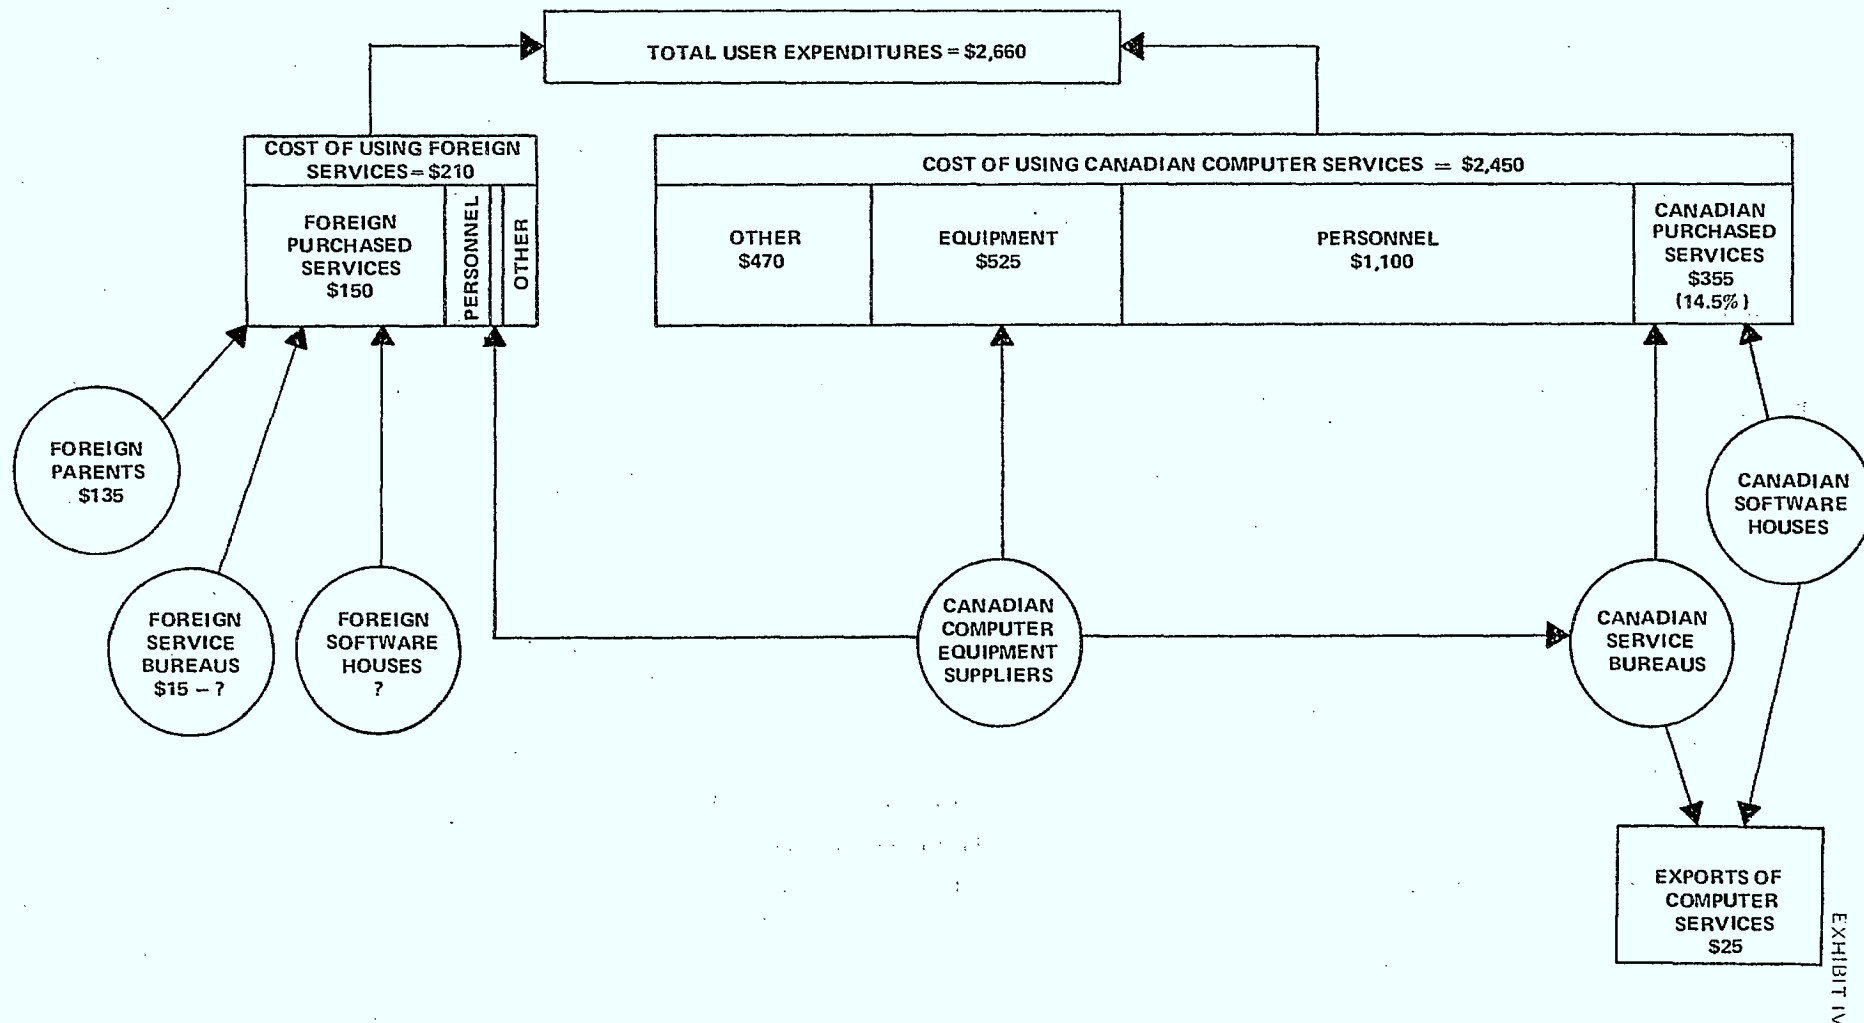 TOTAL USER EXPENDITURES = $2,660
COST OF USING FOREIGN
SERVICES = $210
FOREIGN
PURCHASED
SERVICES
$150
PERSONNEL
OTHER
COST OF USING CANADIAN COMPUTER SERVICES = $2,450
OTHER
$470
EQUIPMENT
$525
PERSONNEL
$1,100
CANADIAN
PURCHASED
SERVICES
$355
(14.5%)
FOREIGN
PARENTS
$135
FOREIGN
SERVICE
BUREAUS
$15 – ?
FOREIGN
SOFTWARE
HOUSES
?
CANADIAN
COMPUTER
EQUIPMENT
SUPPLIERS
CANADIAN
SERVICE
BUREAUS
CANADIAN
SOFTWARE
HOUSES
EXPORTS OF
COMPUTER
SERVICES
$25
EXHIBIT IV